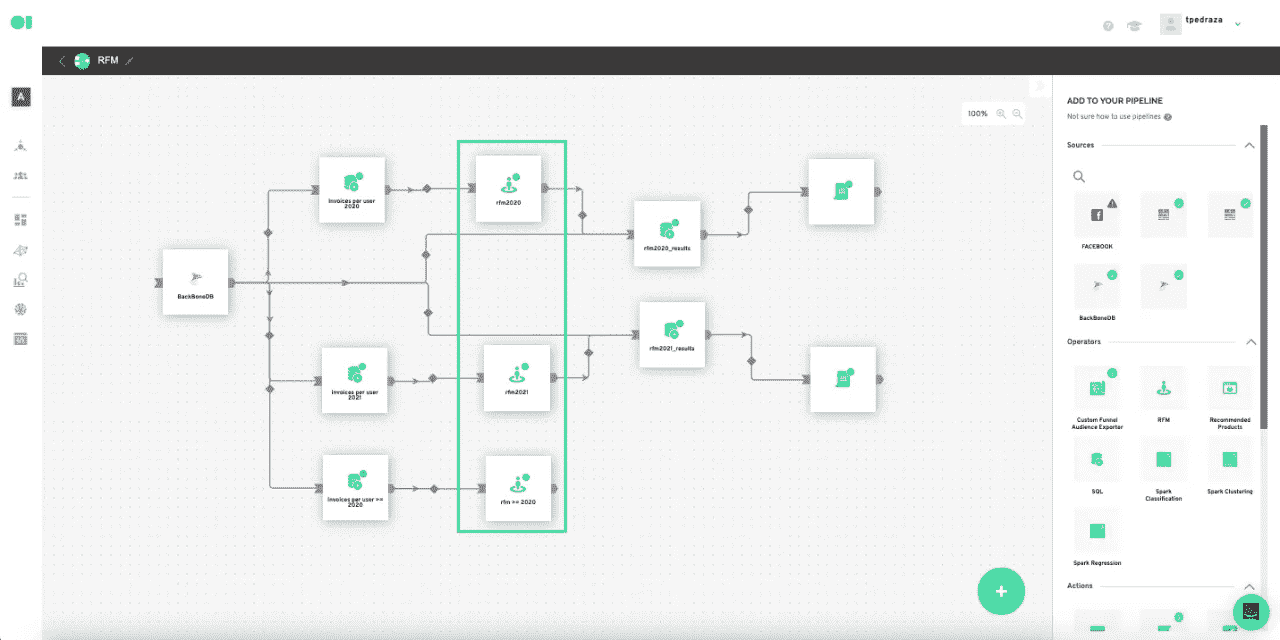 tpedraza
RFM
100%
ADD TO YOUR PIPELINE
Not sure how to use pipelines ?
Sources
FACEBOOK
BackBoneDB
Operators
Custom Funnel
Audience Exporter
RFM
Recommended
Products
SQL
Spark
Classification
Spark Clustering
Spark Regression
Actions
BackBoneDB
Invoices per user
2020
rfm2020
rfm2020_results
rfm2021_results
Invoices per user
2021
rfm2021
Invoices per user >=
2020
rfm >= 2020